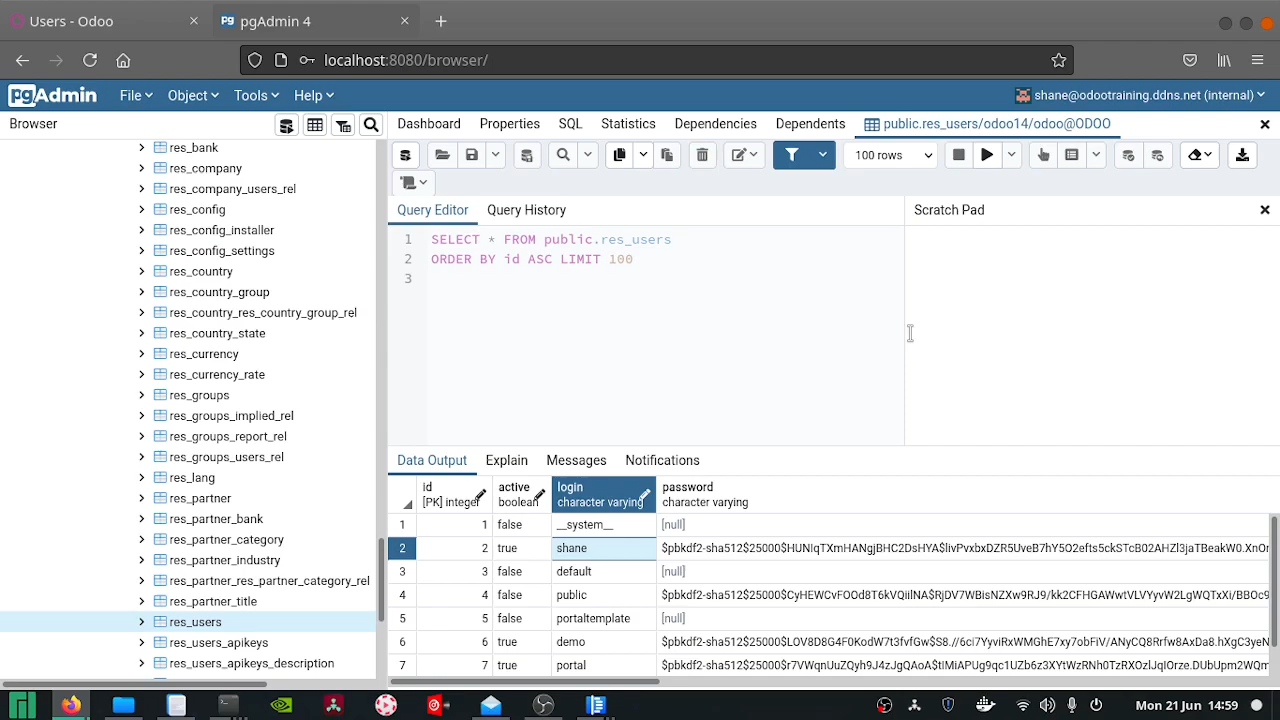 Users - Odoo
pgAdmin 4
localhost:8080/browser/
pgAdmin File Object Tools Help shane@odootraining.ddns.net (internal)
Browser
Dashboard Properties SQL Statistics Dependencies Dependents public.res_users/odoo14/odoo@ODOO
100 rows
res_bank
res_company
res_company_users_rel
res_config
res_config_installer
res_config_settings
res_country
res_country_group
res_country_res_country_group_rel
res_country_state
res_currency
res_currency_rate
res_groups
res_groups_implied_rel
res_groups_report_rel
res_groups_users_rel
res_lang
res_partner
res_partner_bank
res_partner_category
res_partner_industry
res_partner_res_partner_category_rel
res_partner_title
res_users
res_users_apikeys
res_users_apikeys_description
Query Editor Query History
Scratch Pad
1 SELECT * FROM public.res_users
2 ORDER BY id ASC LIMIT 100
3
Data Output Explain Messages Notifications
id active login password
[PK] integer boolean character varying character varying
1 1 false __system__ [null]
2 2 true shane
3 3 false default [null]
4 4 false public
5 5 false portaltemplate [null]
6 6 true demo
7 7 true portal
Mon 21 Jun 14:59